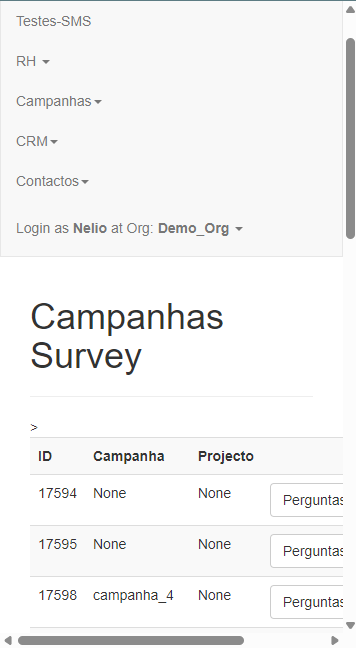 Testes-SMS
RH
Campanhas
CRM
Contactos
Login as Nelio at Org: Demo_Org
Campanhas
Survey
>
ID Campanha Projecto
17594 None None Perguntas
17595 None None Perguntas
17598 campanha_4 None Perguntas